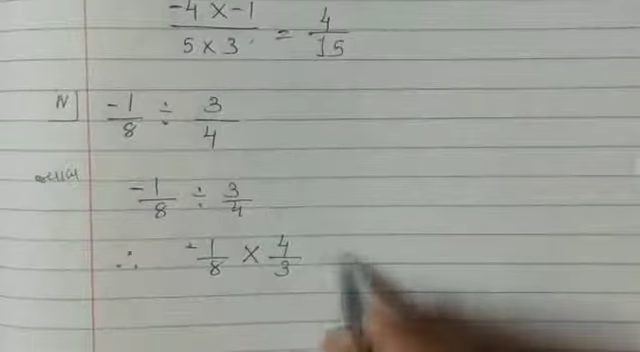 -4 × -1 / 5 × 3 = 4 / 15
-1/8 ÷ 3/4
-1/8 ÷ 3/4
∴ -1/8 × 4/3